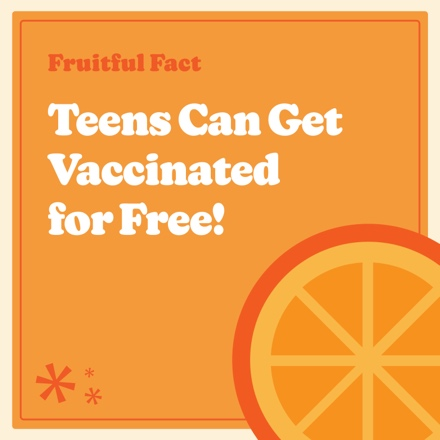 Fruitful Fact
Teens Can Get
Vaccinated
for Free!